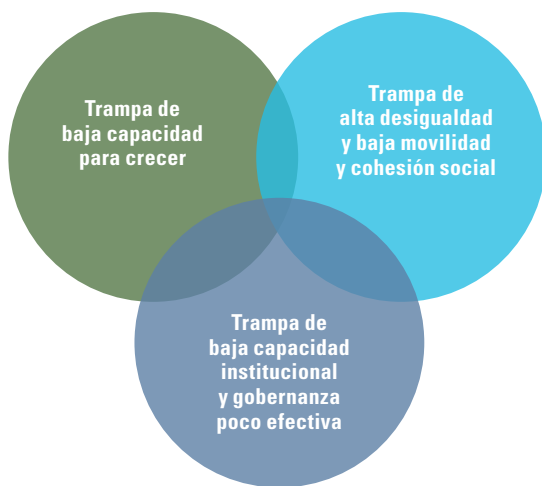 Trampa de
baja capacidad
para crecer
Trampa de
alta desigualdad
y baja movilidad
y cohesión social
Trampa de
baja capacidad
institucional
y gobernanza
poco efectiva